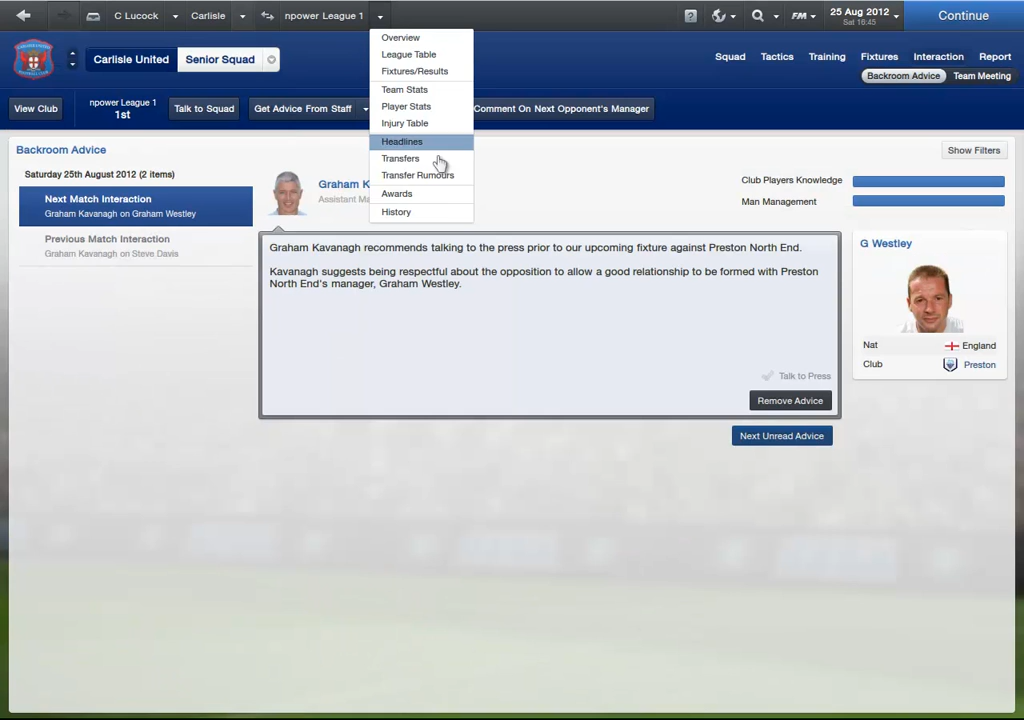 C Lucock
Carlisle
npower League 1
FM
25 Aug 2012
Sat 16:45
Continue
Carlisle United
Senior Squad
Squad
Tactics
Training
Fixtures
Interaction
Report
Backroom Advice
Team Meeting
View Club
npower League 1
1st
Talk to Squad
Get Advice From Staff
Comment On Next Opponent's Manager
Overview
League Table
Fixtures/Results
Team Stats
Player Stats
Injury Table
Headlines
Transfers
Transfer Rumours
Awards
History
Backroom Advice
Show Filters
Saturday 25th August 2012 (2 items)
Next Match Interaction
Graham Kavanagh on Graham Westley
Previous Match Interaction
Graham Kavanagh on Steve Davis
Graham K
Assistant Ma
Club Players Knowledge
Man Management
Graham Kavanagh recommends talking to the press prior to our upcoming fixture against Preston North End.
Kavanagh suggests being respectful about the opposition to allow a good relationship to be formed with Preston
North End's manager, Graham Westley.
Talk to Press
Remove Advice
Next Unread Advice
G Westley
Nat
England
Club
Preston